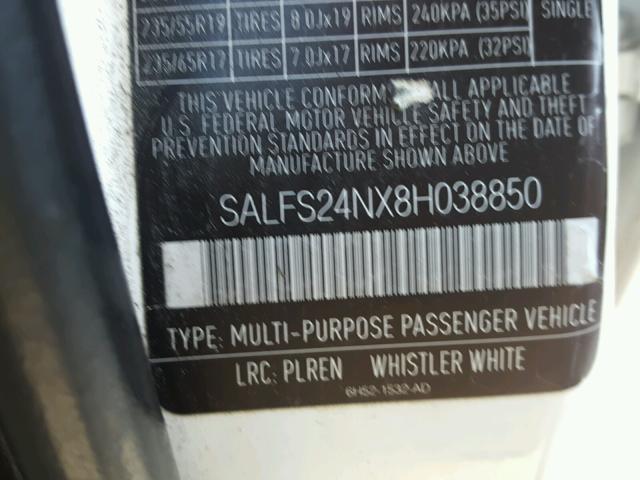 235/55R19 TIRES 8.0Jx19 RIMS 240KPA (35PSI) SINGLE
235/65R17 TIRES 7.0Jx17 RIMS 220KPA (32PSI)
THIS VEHICLE CONFORM ALL APPLICABLE
U.S. FEDERAL MOTOR VEHICLE SAFETY AND THEFT
PREVENTION STANDARDS IN EFFECT ON THE DATE OF
MANUFACTURE SHOWN ABOVE
SALFS24NX8H038850
TYPE: MULTI-PURPOSE PASSENGER VEHICLE
LRC: PLREN WHISTLER WHITE
6H52-1532-AD